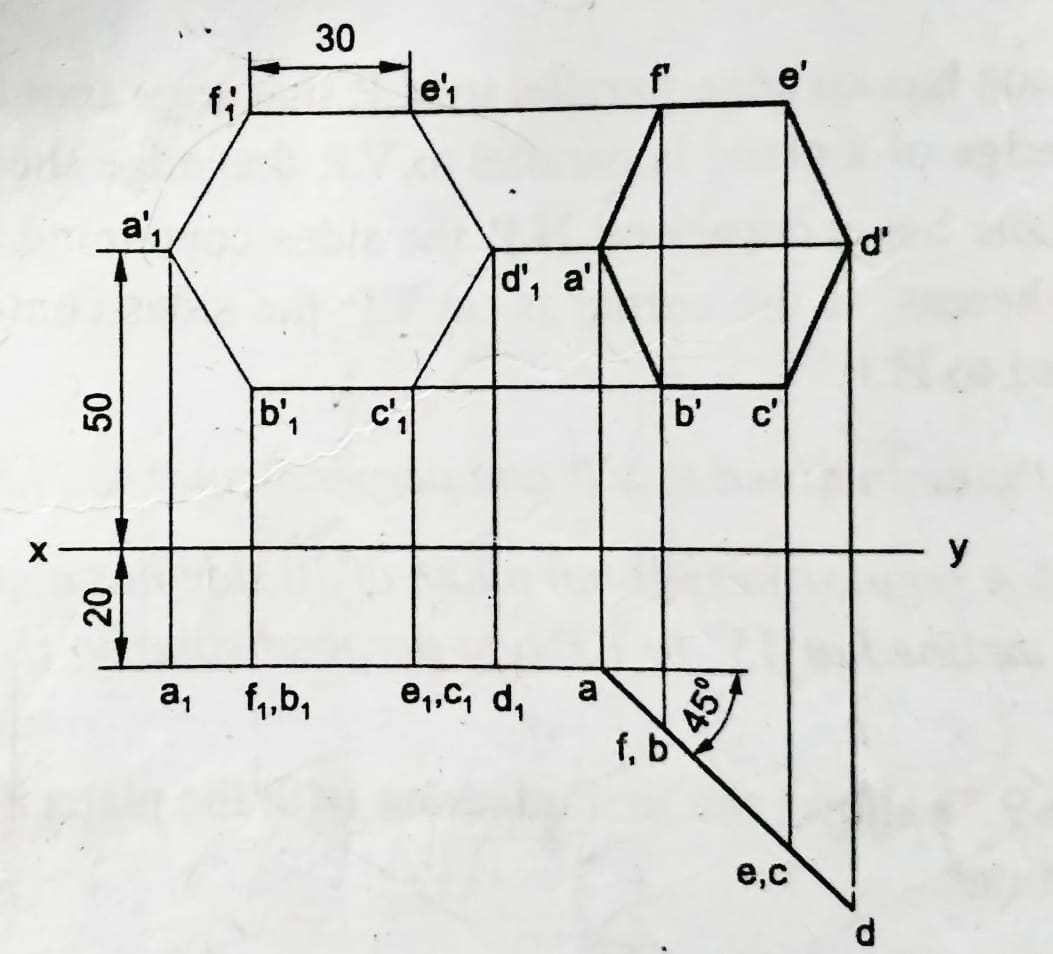 30
f'₁ e'₁ f' e'
a'₁ d'₁ a' d'
50
b'₁ c'₁ b' c'
x y
20
a₁ f₁,b₁ e₁,c₁ d₁ a 45°
f, b
e,c
d